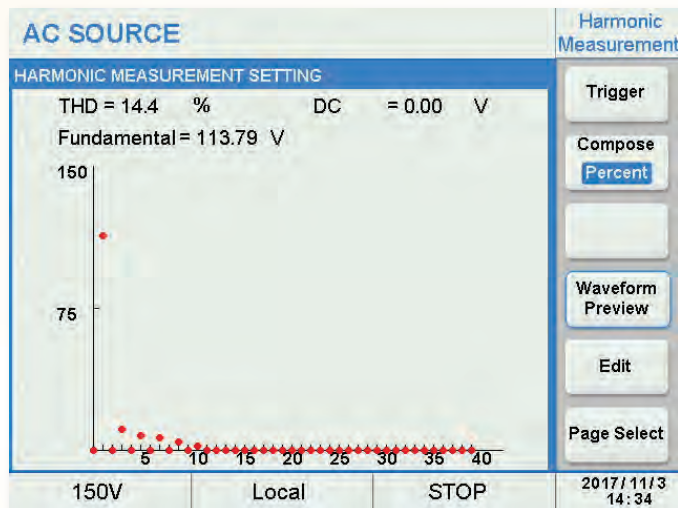 AC SOURCE
Harmonic
Measurement
HARMONIC MEASUREMENT SETTING
THD = 14.4 % DC = 0.00 V
Fundamental = 113.79 V
150
75
5 10 15 20 25 30 35 40
Trigger
Compose
Percent
Waveform
Preview
Edit
Page Select
150V Local STOP
2017/11/3
14:34